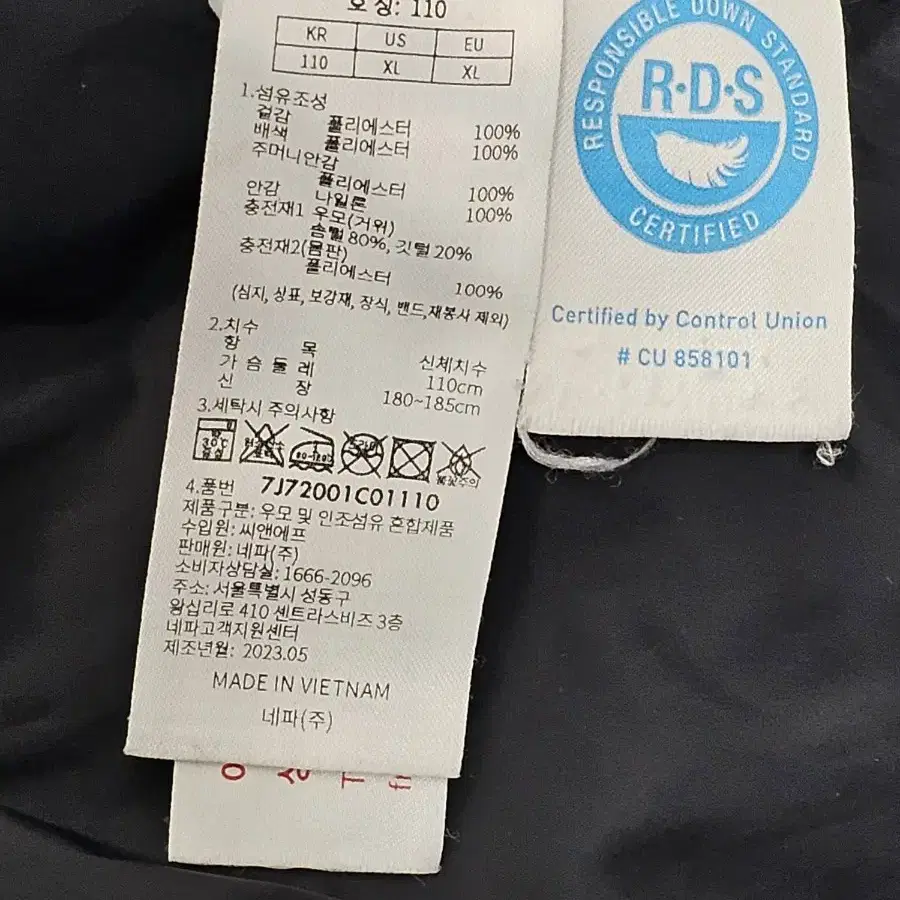 호 칭: 110
KR US EU
110 XL XL
1.섬유조성
겉감 폴리에스터 100%
배색 폴리에스터 100%
주머니안감
폴리에스터 100%
안감 나일론 100%
충전재1 우모(거위)
솜털 80%, 깃털 20%
충전재2(몸판)
폴리에스터 100%
(심지, 상표, 보강재, 장식, 밴드,재봉사 제외)
2.치수
항 목 신체치수
가 슴 둘 레 110cm
신 장 180~185cm
3.세탁시 주의사항
30℃
드라이
불꽃주의
4.품번 7J72001C01110
제품구분: 우모 및 인조섬유 혼합제품
수입원: 씨앤에프
판매원: 네파(주)
소비자상담실: 1666-2096
주소: 서울특별시 성동구
왕십리로 410 센트라스비즈 3층
네파고객지원센터
제조년월: 2023.05
MADE IN VIETNAM
네파(주)
RESPONSIBLE DOWN STANDARD
R·D·S
CERTIFIED
Certified by Control Union
# CU 858101